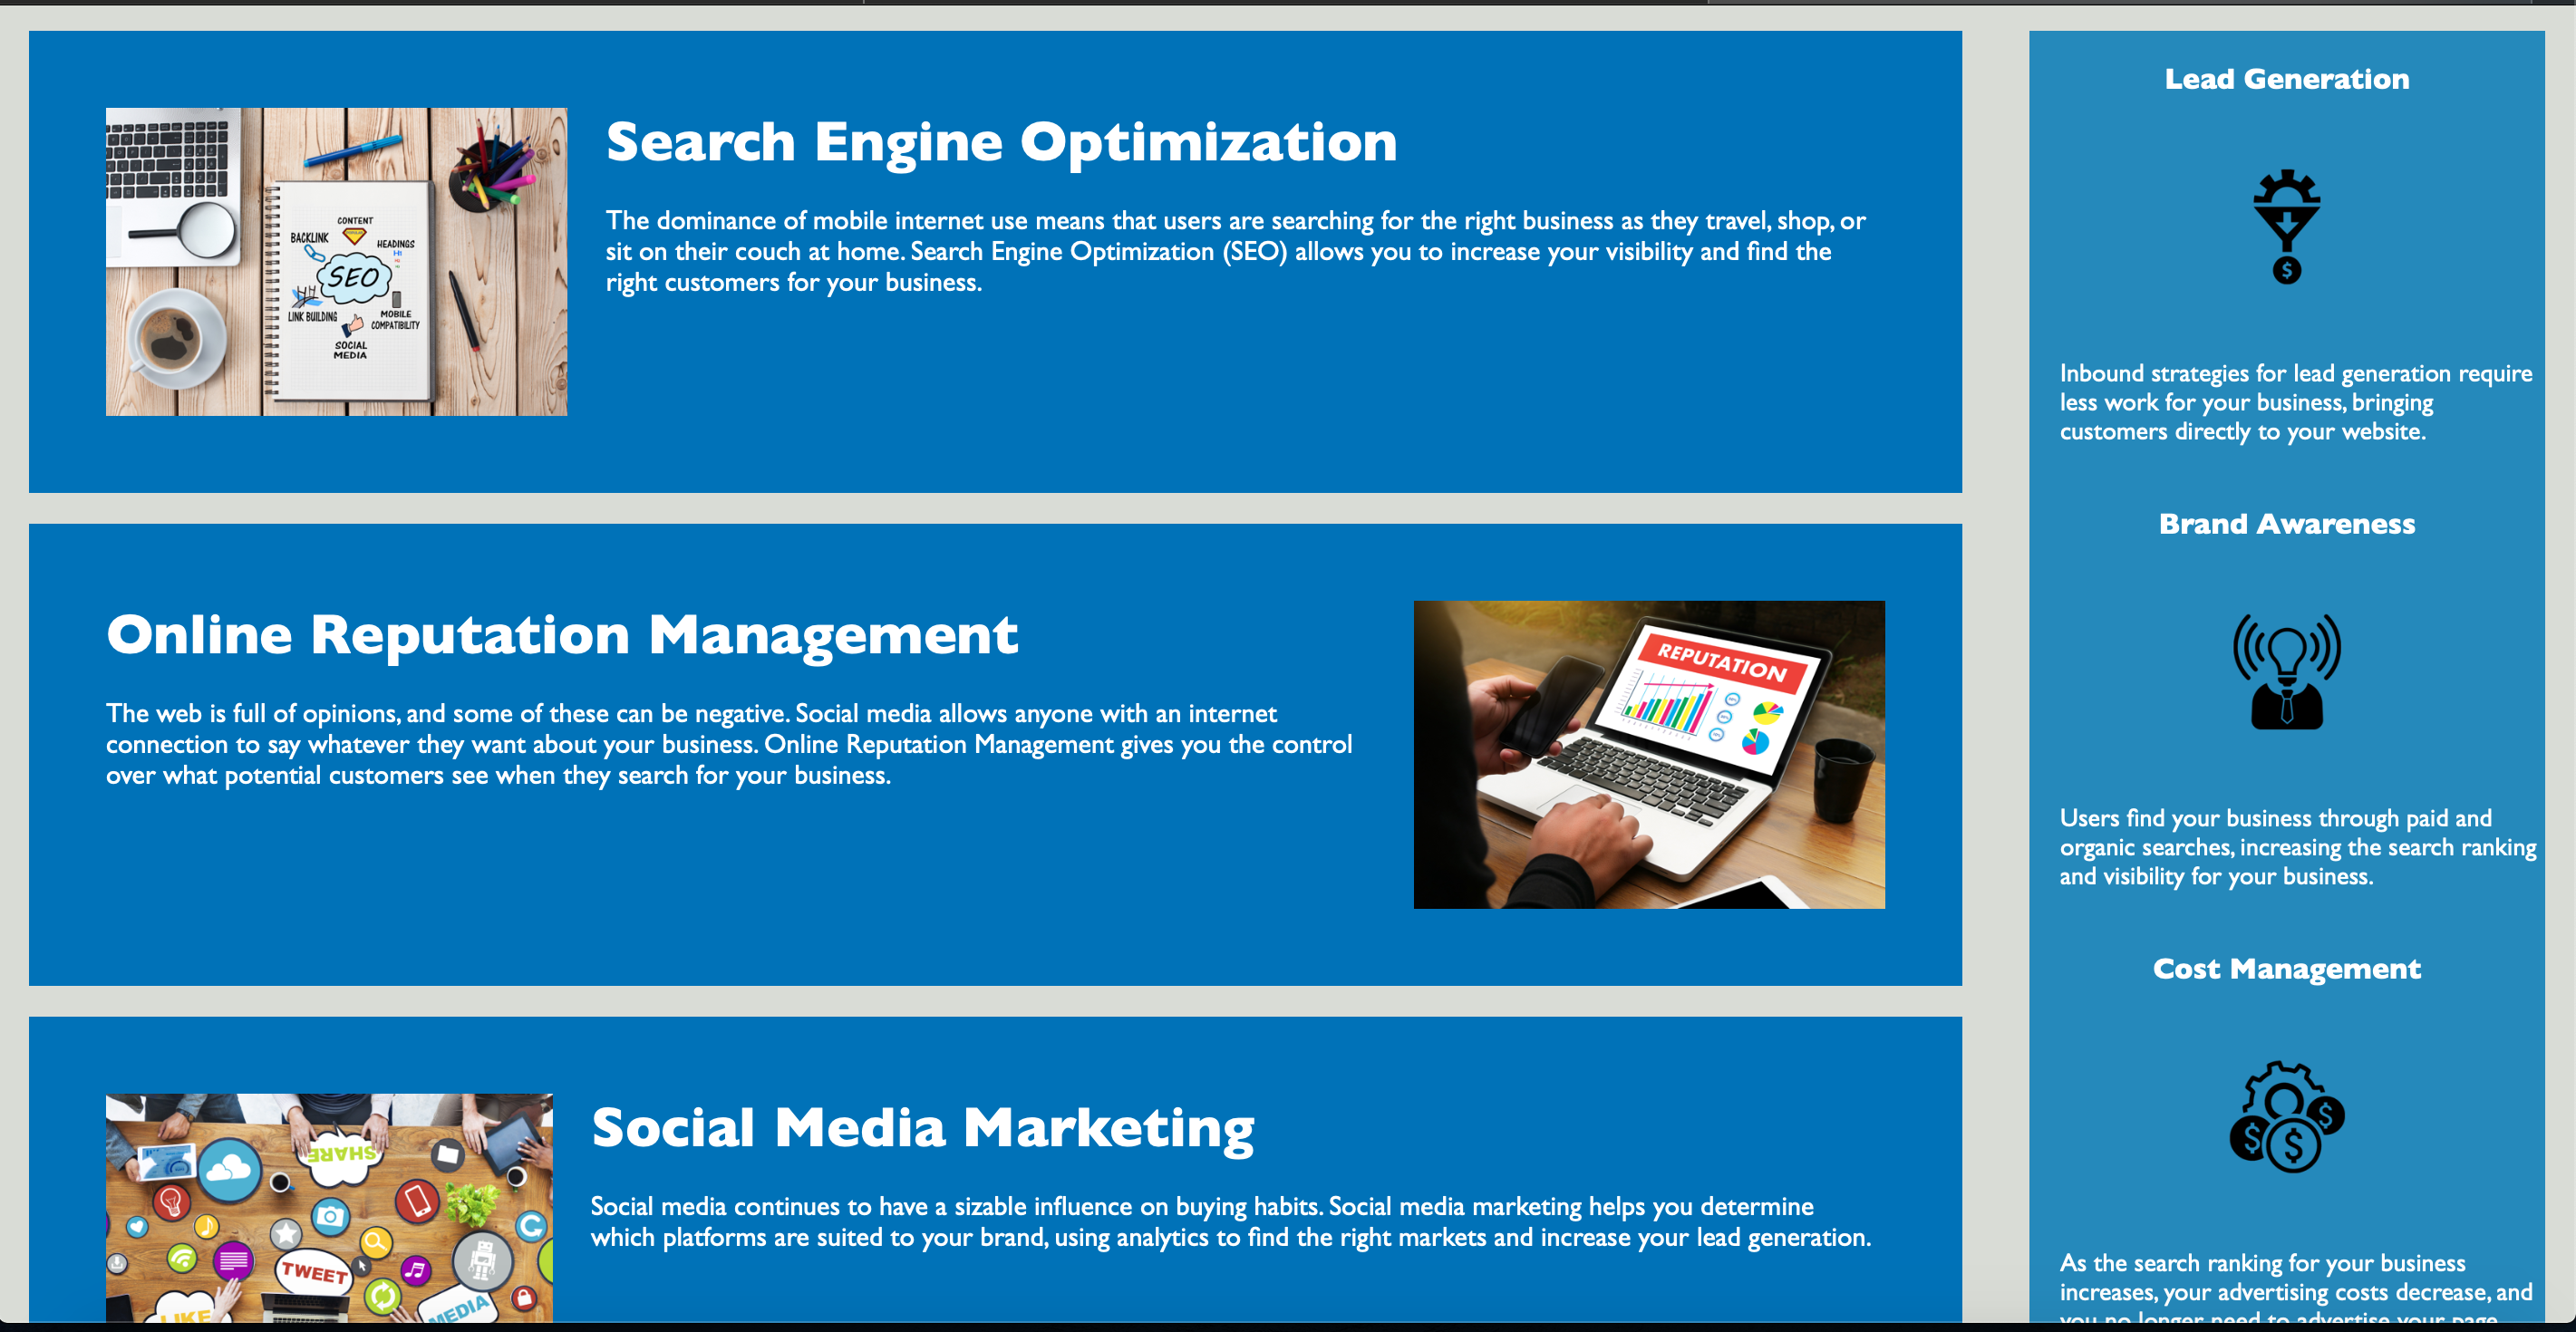 Search Engine Optimization
The dominance of mobile internet use means that users are searching for the right business as they travel, shop, or
sit on their couch at home. Search Engine Optimization (SEO) allows you to increase your visibility and find the
right customers for your business.
CONTENT
BACKLINK
HEADINGS
H1
SEO
LINK BUILDING
MOBILE
COMPATIBILITY
SOCIAL
MEDIA
Online Reputation Management
The web is full of opinions, and some of these can be negative. Social media allows anyone with an internet
connection to say whatever they want about your business. Online Reputation Management gives you the control
over what potential customers see when they search for your business.
REPUTATION
Social Media Marketing
Social media continues to have a sizable influence on buying habits. Social media marketing helps you determine
which platforms are suited to your brand, using analytics to find the right markets and increase your lead generation.
SHARE
TWEET
LIKE
MEDIA
Lead Generation
$
Inbound strategies for lead generation require
less work for your business, bringing
customers directly to your website.
Brand Awareness
Users find your business through paid and
organic searches, increasing the search ranking
and visibility for your business.
Cost Management
$
$ $
As the search ranking for your business
increases, your advertising costs decrease, and
you no longer need to advertise your page